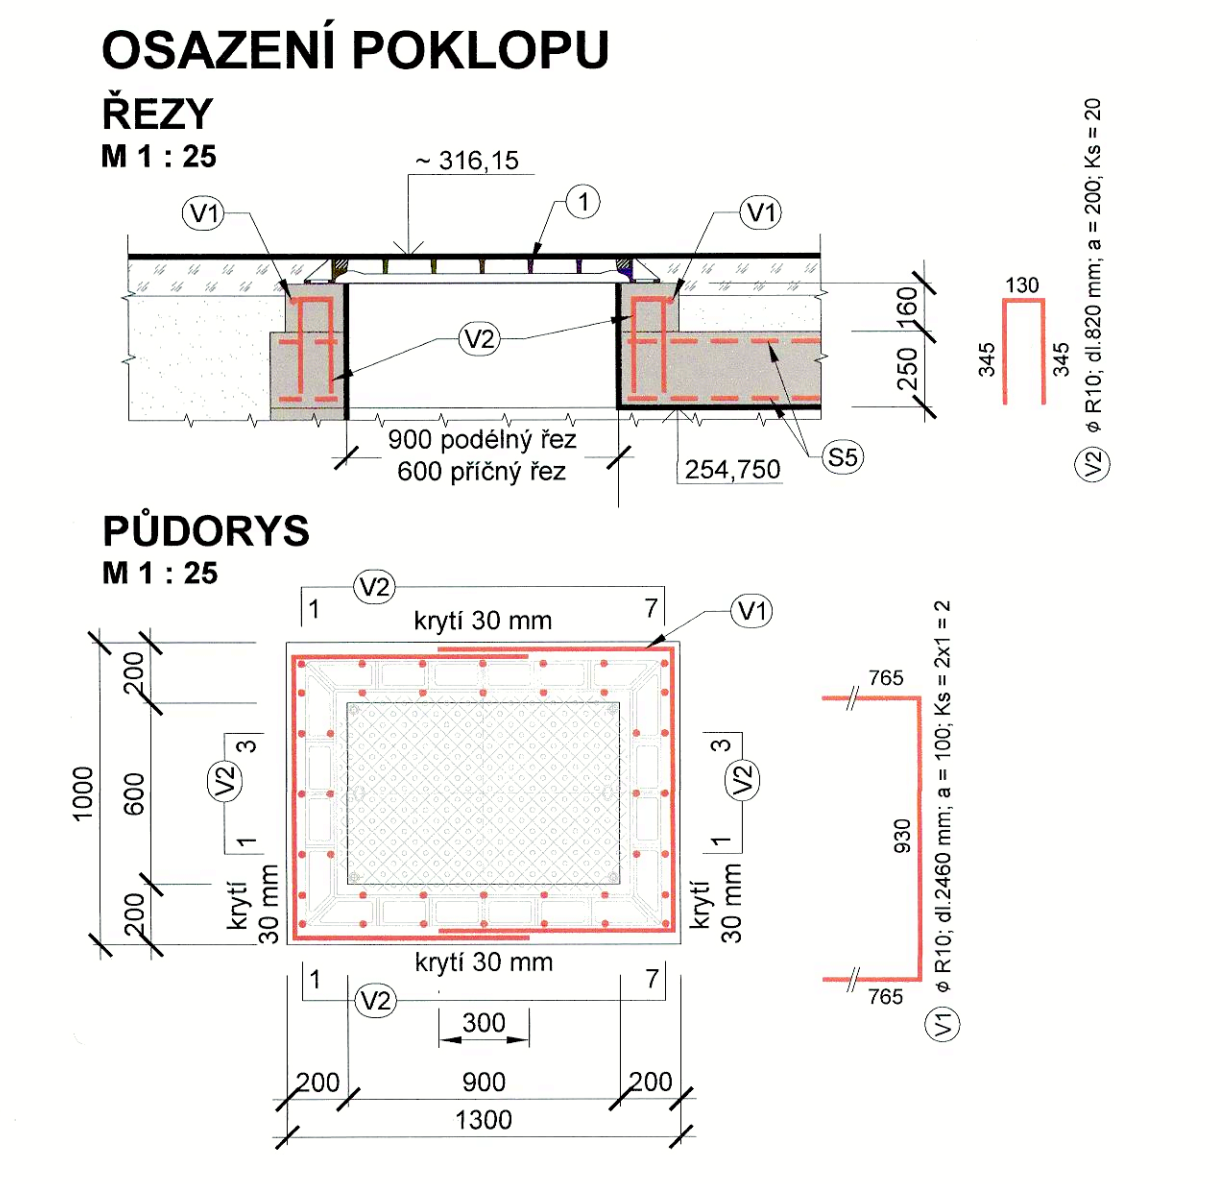 OSAZENÍ POKLOPU
ŘEZY
M 1 : 25
~ 316,15
V1
1
V1
V2
160
250
900 podélný řez
600 příčný řez
254,750
S5
130
345
345
V2 ϕ R10; dl.820 mm; a = 200; Ks = 20
PŮDORYS
M 1 : 25
V2
1
7
krytí 30 mm
V1
200
600
200
1000
3
V2
1
krytí
30 mm
3
V2
1
krytí
30 mm
krytí 30 mm
1
7
V2
300
200
900
200
1300
765
930
765
V1 ϕ R10; dl.2460 mm; a = 100; Ks = 2x1 = 2